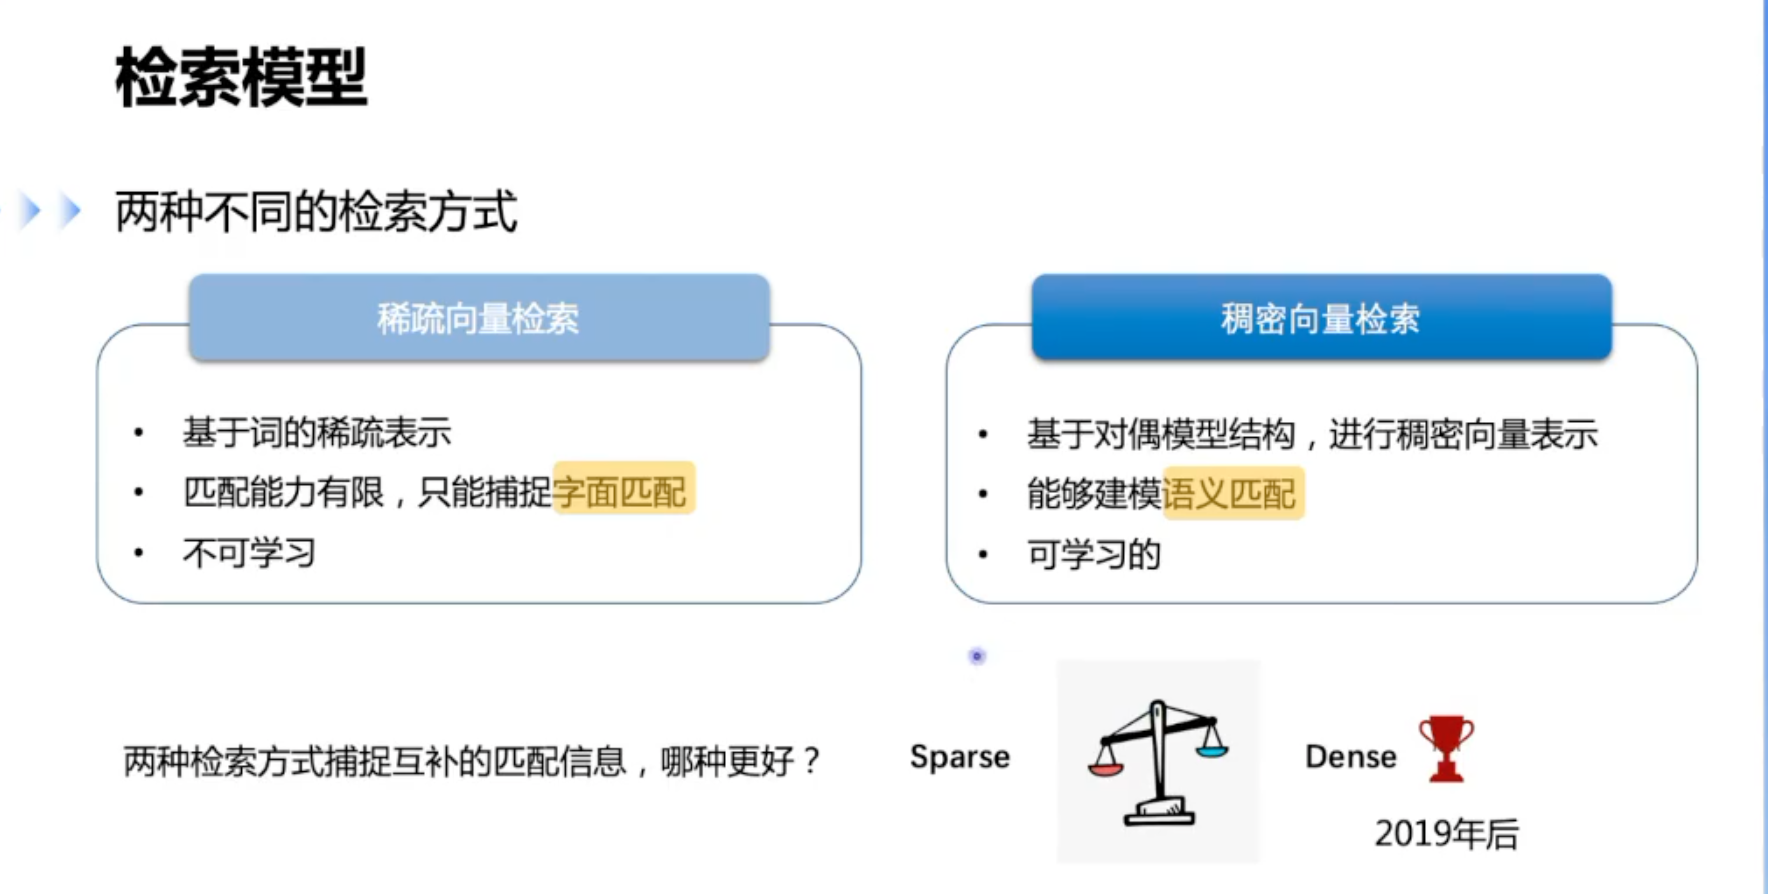 检索模型
两种不同的检索方式
稀疏向量检索
• 基于词的稀疏表示
• 匹配能力有限，只能捕捉字面匹配
• 不可学习
稠密向量检索
• 基于对偶模型结构，进行稠密向量表示
• 能够建模语义匹配
• 可学习的
两种检索方式捕捉互补的匹配信息，哪种更好？
Sparse
Dense
2019年后